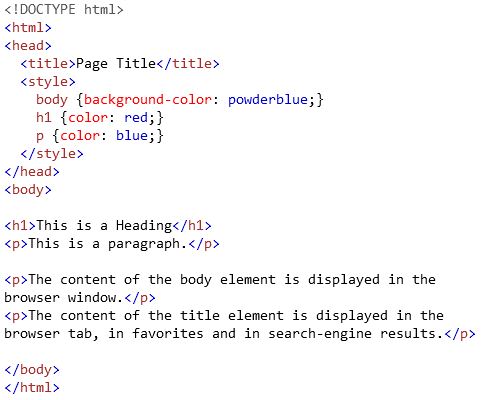 <!DOCTYPE html>
<html>
<head>
  <title>Page Title</title>
  <style>
    body {background-color: powderblue;}
    h1 {color: red;}
    p {color: blue;}
  </style>
</head>
<body>

<h1>This is a Heading</h1>
<p>This is a paragraph.</p>

<p>The content of the body element is displayed in the
browser window.</p>
<p>The content of the title element is displayed in the
browser tab, in favorites and in search-engine results.</p>

</body>
</html>